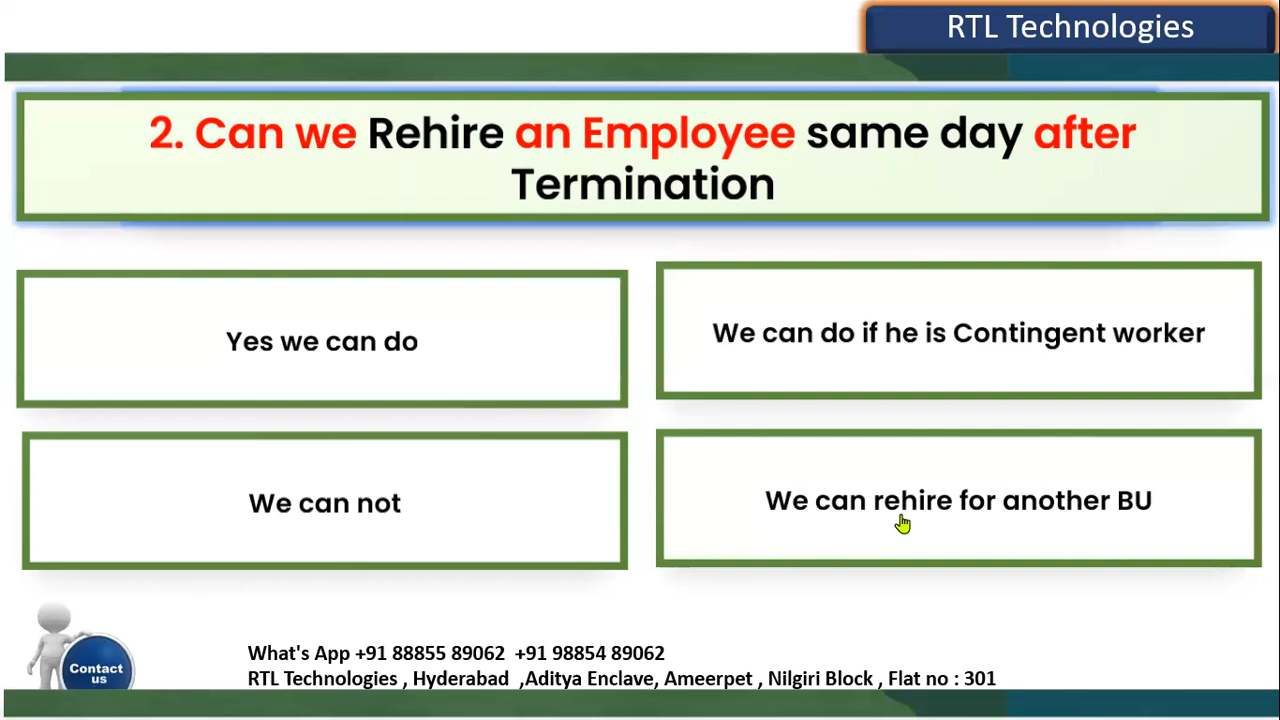 RTL Technologies
2. Can we Rehire an Employee same day after
Termination
Yes we can do
We can do if he is Contingent worker
We can not
We can rehire for another BU
Contact
us
What's App +91 88855 89062 +91 98854 89062
RTL Technologies , Hyderabad ,Aditya Enclave, Ameerpet , Nilgiri Block , Flat no : 301